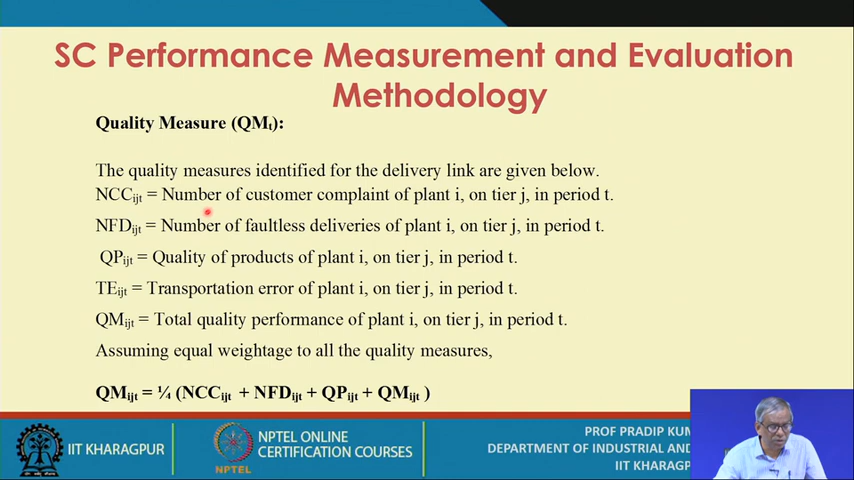 SC Performance Measurement and Evaluation
Methodology
Quality Measure (QMₜ):
The quality measures identified for the delivery link are given below.
NCCᵢⱼₜ = Number of customer complaint of plant i, on tier j, in period t.
NFDᵢⱼₜ = Number of faultless deliveries of plant i, on tier j, in period t.
QPᵢⱼₜ = Quality of products of plant i, on tier j, in period t.
TEᵢⱼₜ = Transportation error of plant i, on tier j, in period t.
QMᵢⱼₜ = Total quality performance of plant i, on tier j, in period t.
Assuming equal weightage to all the quality measures,
QMᵢⱼₜ = ¼ (NCCᵢⱼₜ + NFDᵢⱼₜ + QPᵢⱼₜ + QMᵢⱼₜ )
IIT KHARAGPUR
NPTEL
NPTEL ONLINE
CERTIFICATION COURSES
PROF PRADIP KUM
DEPARTMENT OF INDUSTRIAL AND
IIT KHARAGP